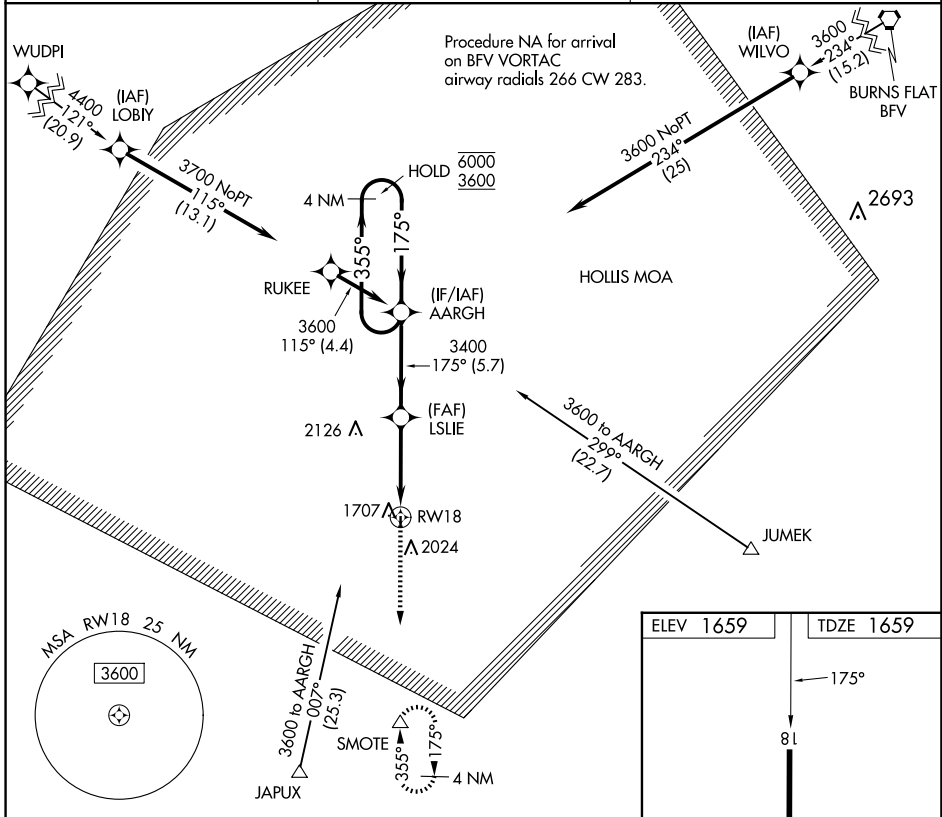 WUDPI
4400
121°
(20.9)
(IAF)
LOBIY
3700 NoPT
115°
(13.1)
Procedure NA for arrival
on BFV VORTAC
airway radials 266 CW 283.
(IAF)
WILVO
3600
234°
(15.2)
BURNS FLAT
BFV
3600 NoPT
234°
(25)
2693
HOLD
6000
3600
4 NM
355°
175°
RUKEE
3600
115° (4.4)
(IF/IAF)
AARGH
HOLLIS MOA
3400
175° (5.7)
(FAF)
LSLIE
2126
3600 to AARGH
299°
(22.7)
JUMEK
1707
RW18
2024
MSA RW18 25 NM
3600
3600 to AARGH
007°
(25.3)
JAPUX
SMOTE
355°
175°
4 NM
ELEV 1659
TDZE 1659
175°
18